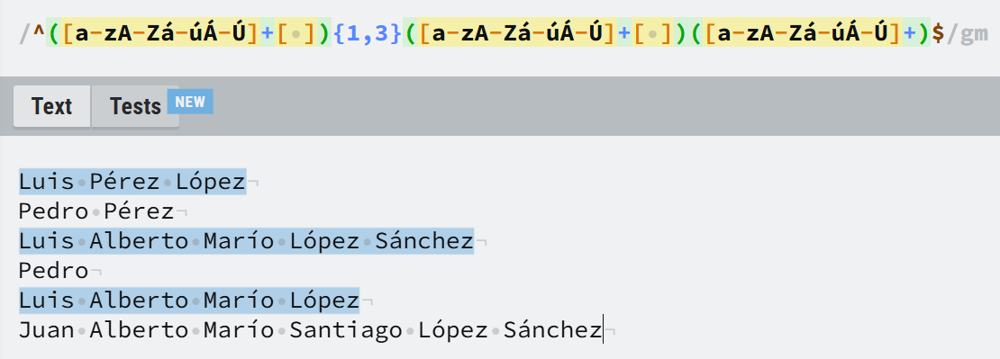 /^([a-zA-Zá-úÁ-Ú]+[ ]){1,3}([a-zA-Zá-úÁ-Ú]+[ ])([a-zA-Zá-úÁ-Ú]+)$/gm
Text Tests NEW
Luis Pérez López
Pedro Pérez
Luis Alberto Marío López Sánchez
Pedro
Luis Alberto Marío López
Juan Alberto Marío Santiago López Sánchez